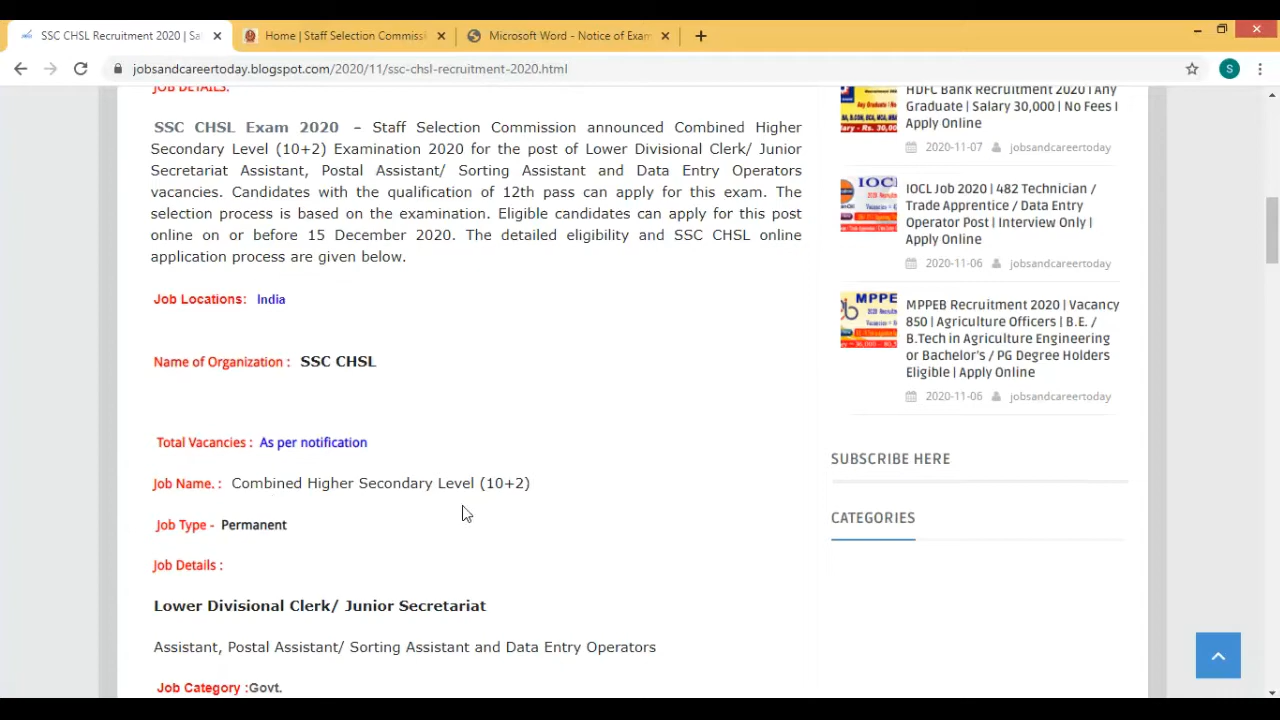 SSC CHSL Recruitment 2020 | Sa
Home | Staff Selection Commiss
Microsoft Word - Notice of Exam
jobsandcareertoday.blogspot.com/2020/11/ssc-chsl-recruitment-2020.html
S
JOB DETAILS:
SSC CHSL Exam 2020 – Staff Selection Commission announced Combined Higher
Secondary Level (10+2) Examination 2020 for the post of Lower Divisional Clerk/ Junior
Secretariat Assistant, Postal Assistant/ Sorting Assistant and Data Entry Operators
vacancies. Candidates with the qualification of 12th pass can apply for this exam. The
selection process is based on the examination. Eligible candidates can apply for this post
online on or before 15 December 2020. The detailed eligibility and SSC CHSL online
application process are given below.
Job Locations: India
Name of Organization : SSC CHSL
Total Vacancies : As per notification
Job Name. : Combined Higher Secondary Level (10+2)
Job Type - Permanent
Job Details :
Lower Divisional Clerk/ Junior Secretariat
Assistant, Postal Assistant/ Sorting Assistant and Data Entry Operators
Job Category :Govt.
HDFC Bank Recruitment 2020 | Any
Graduate | Salary 30,000 | No Fees |
Apply Online
2020-11-07 jobsandcareertoday
IOCL Job 2020 | 482 Technician /
Trade Apprentice / Data Entry
Operator Post | Interview Only |
Apply Online
2020-11-06 jobsandcareertoday
MPPEB Recruitment 2020 | Vacancy
850 | Agriculture Officers | B.E. /
B.Tech in Agriculture Engineering
or Bachelor's / PG Degree Holders
Eligible | Apply Online
2020-11-06 jobsandcareertoday
SUBSCRIBE HERE
CATEGORIES